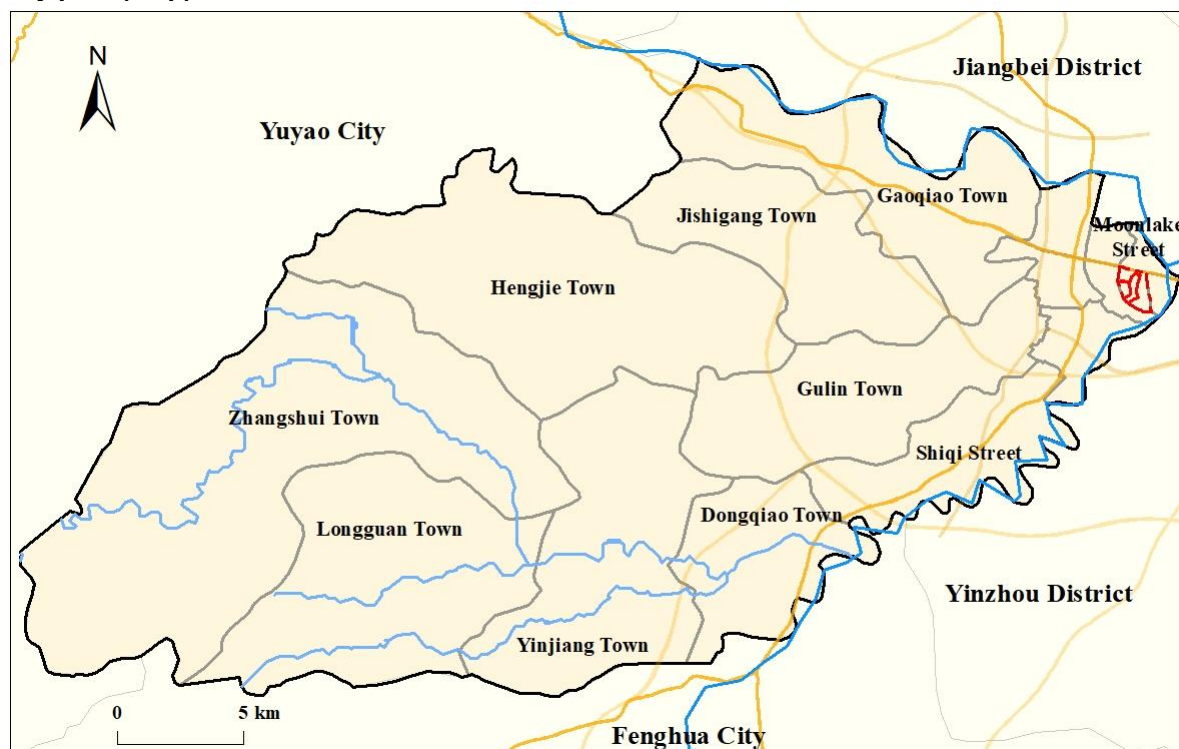 N
Jiangbei District
Yuyao City
Gaoqiao Town
Jishigang Town
Moonlake
Street
Hengjie Town
Gulin Town
Zhangshui Town
Shiqi Street
Dongqiao Town
Longguan Town
Yinzhou District
Yinjiang Town
0 5 km
Fenghua City